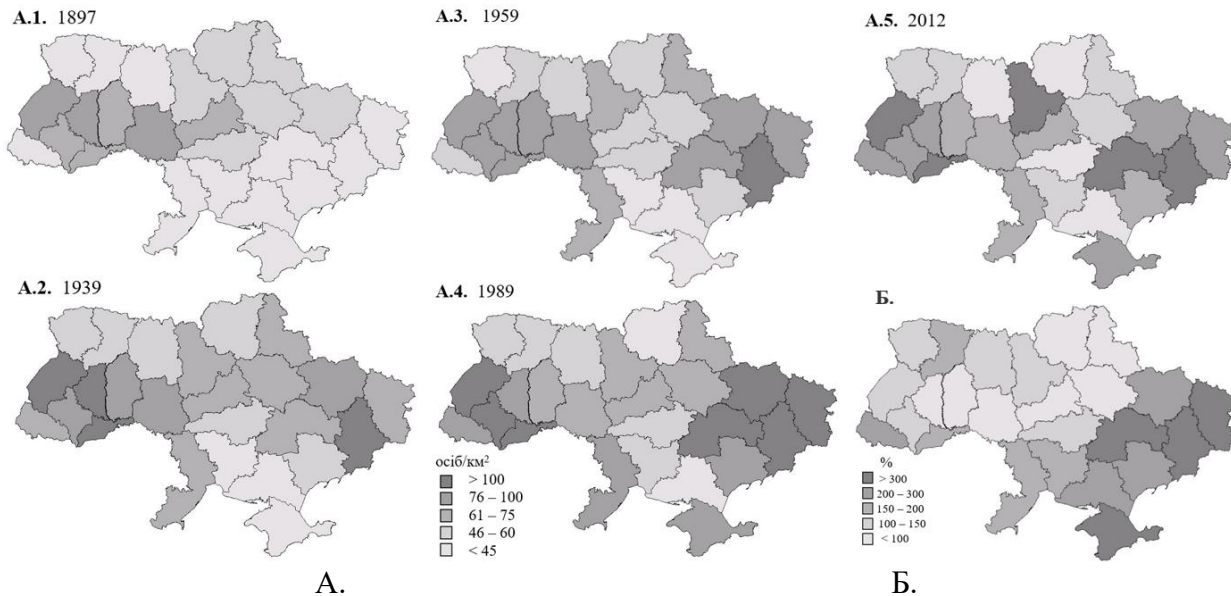 А.1. 1897
А.3. 1959
А.5. 2012
А.2. 1939
А.4. 1989
Б.
осіб/км²
> 100
76 – 100
61 – 75
46 – 60
< 45
%
> 300
200 – 300
150 – 200
100 – 150
< 100
А.
Б.